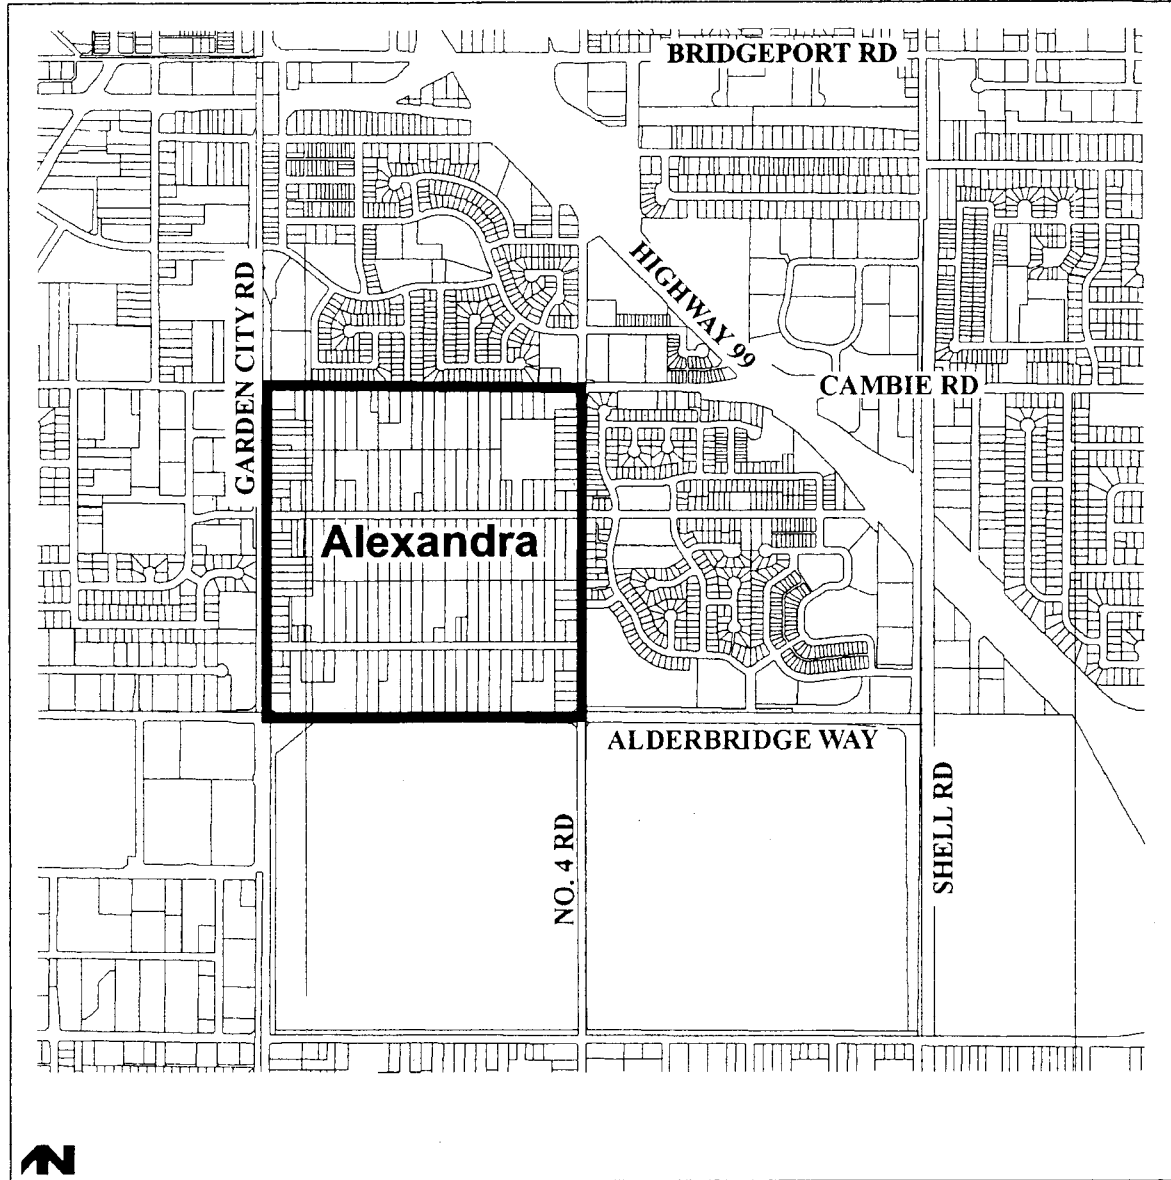 BRIDGEPORT RD
HIGHWAY 99
GARDEN CITY RD
CAMBIE RD
Alexandra
ALDERBRIDGE WAY
NO. 4 RD
SHELL RD
N